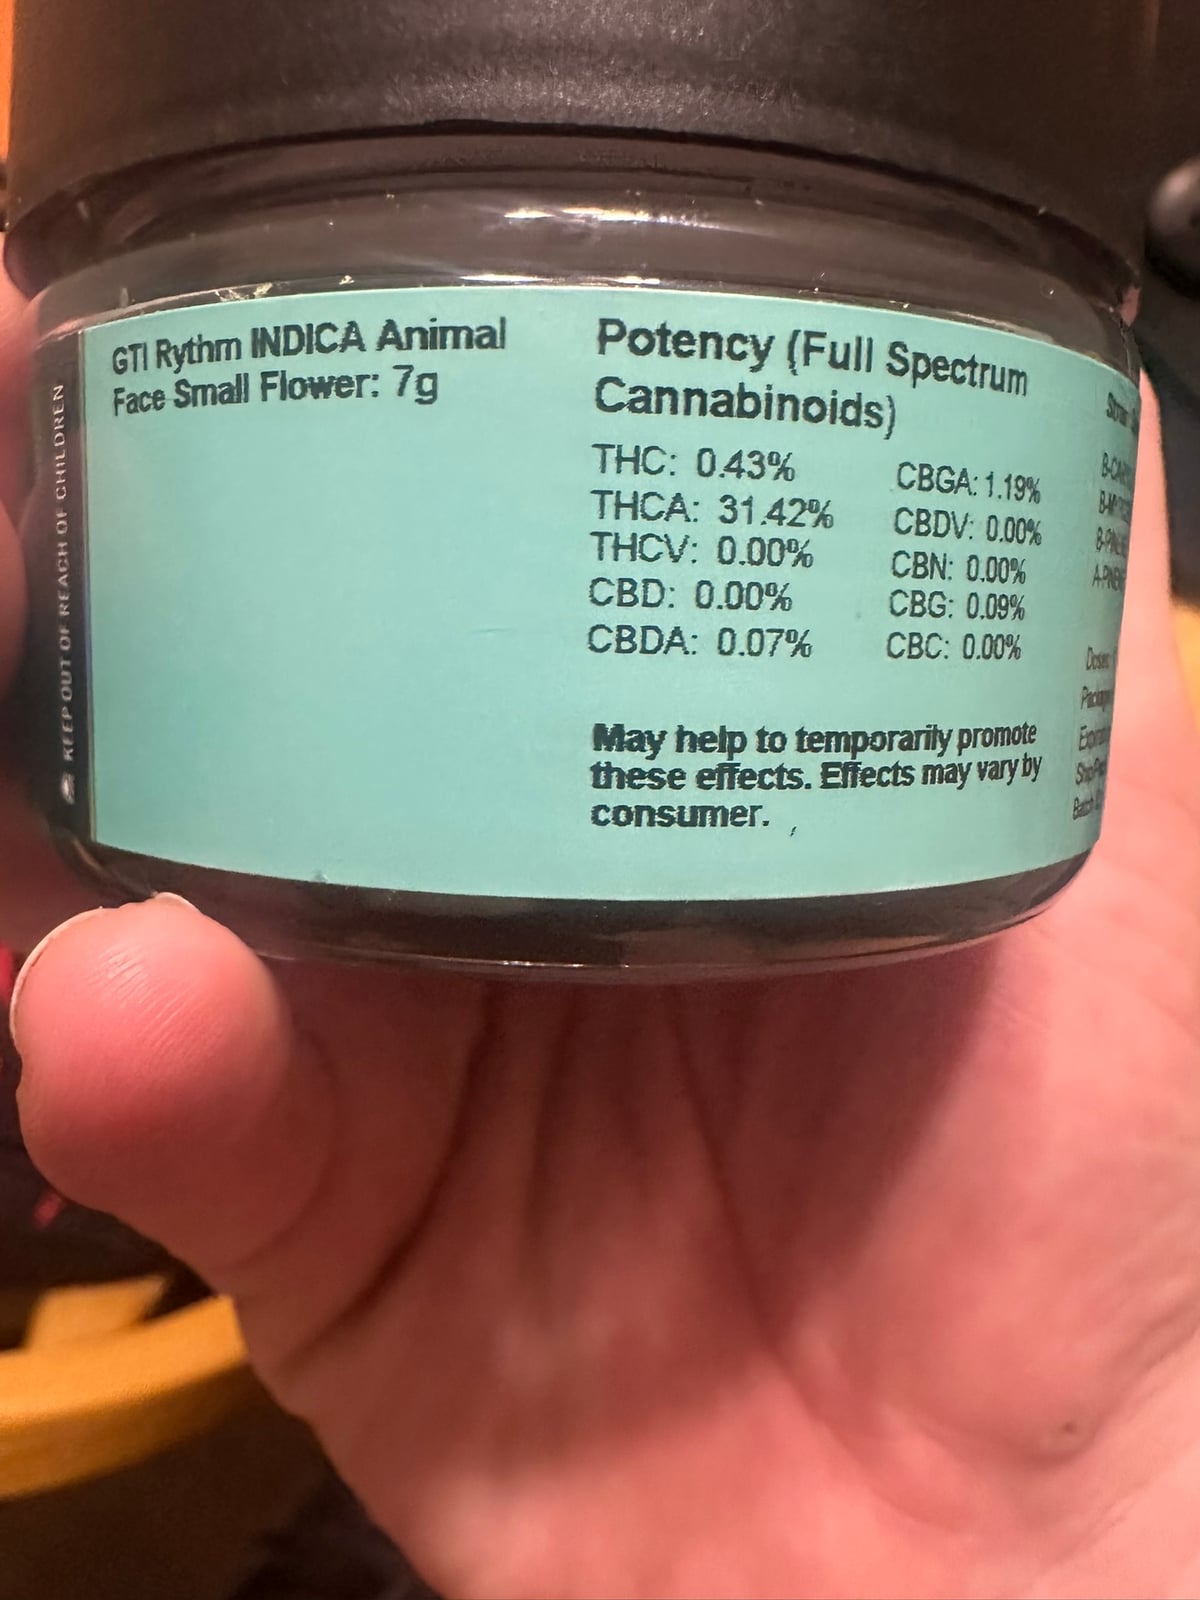 KEEP OUT OF REACH OF CHILDREN
GTI Rythm INDICA Animal
Face Small Flower: 7g
Potency (Full Spectrum
Cannabinoids)
THC: 0.43%
THCA: 31.42%
THCV: 0.00%
CBD: 0.00%
CBDA: 0.07%
CBGA: 1.19%
CBDV: 0.00%
CBN: 0.00%
CBG: 0.09%
CBC: 0.00%
May help to temporarily promote
these effects. Effects may vary by
consumer.